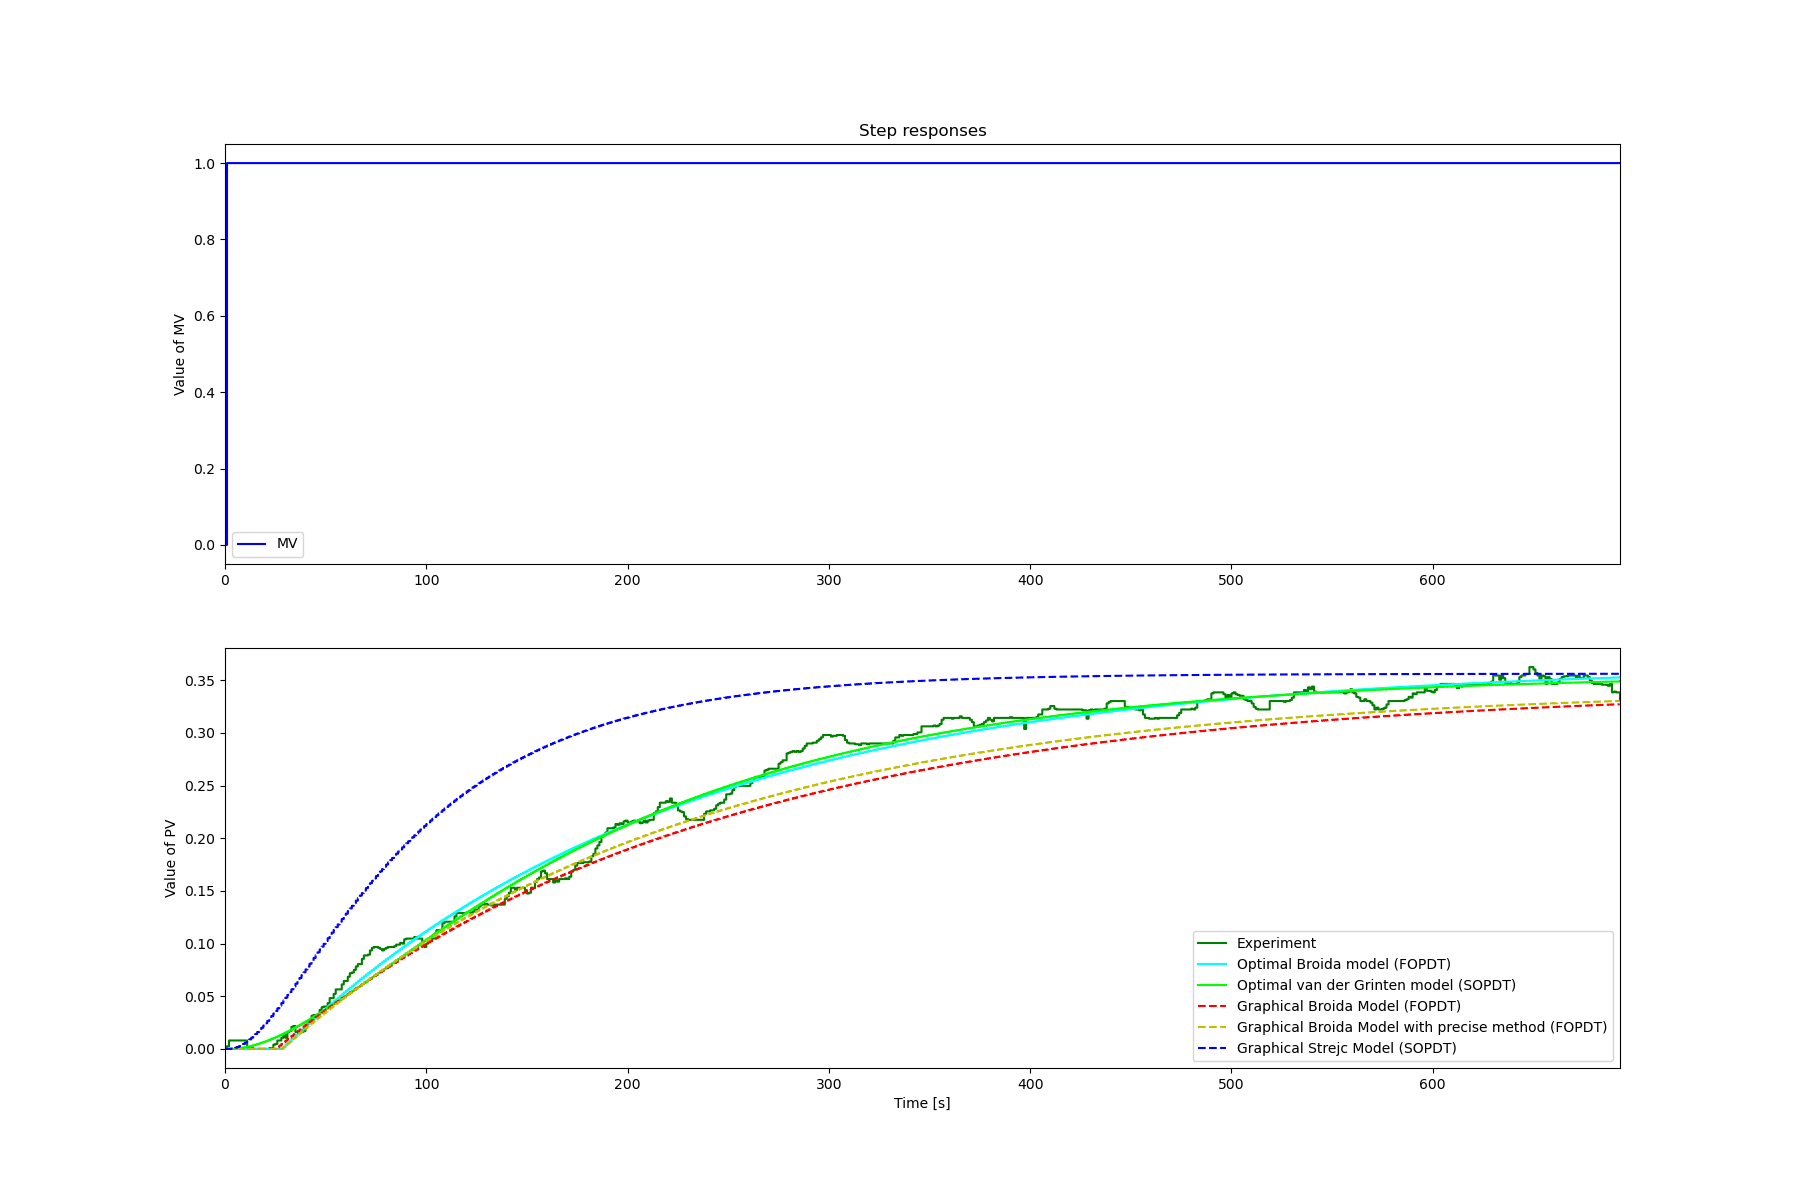 Step responses
1.0
0.8
0.6
0.4
0.2
0.0
Value of MV
MV
0 100 200 300 400 500 600
0.35
0.30
0.25
0.20
0.15
0.10
0.05
0.00
Value of PV
Experiment
Optimal Broida model (FOPDT)
Optimal van der Grinten model (SOPDT)
Graphical Broida Model (FOPDT)
Graphical Broida Model with precise method (FOPDT)
Graphical Strejc Model (SOPDT)
0 100 200 300 400 500 600
Time [s]